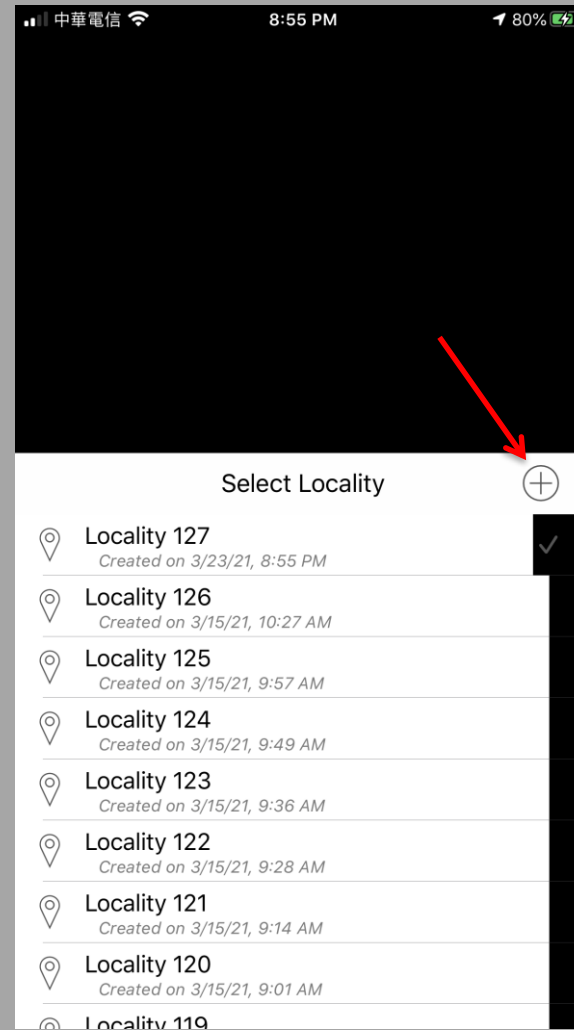 中華電信 8:55 PM 80%
Select Locality
Locality 127
Created on 3/23/21, 8:55 PM
Locality 126
Created on 3/15/21, 10:27 AM
Locality 125
Created on 3/15/21, 9:57 AM
Locality 124
Created on 3/15/21, 9:49 AM
Locality 123
Created on 3/15/21, 9:36 AM
Locality 122
Created on 3/15/21, 9:28 AM
Locality 121
Created on 3/15/21, 9:14 AM
Locality 120
Created on 3/15/21, 9:01 AM
Locality 119